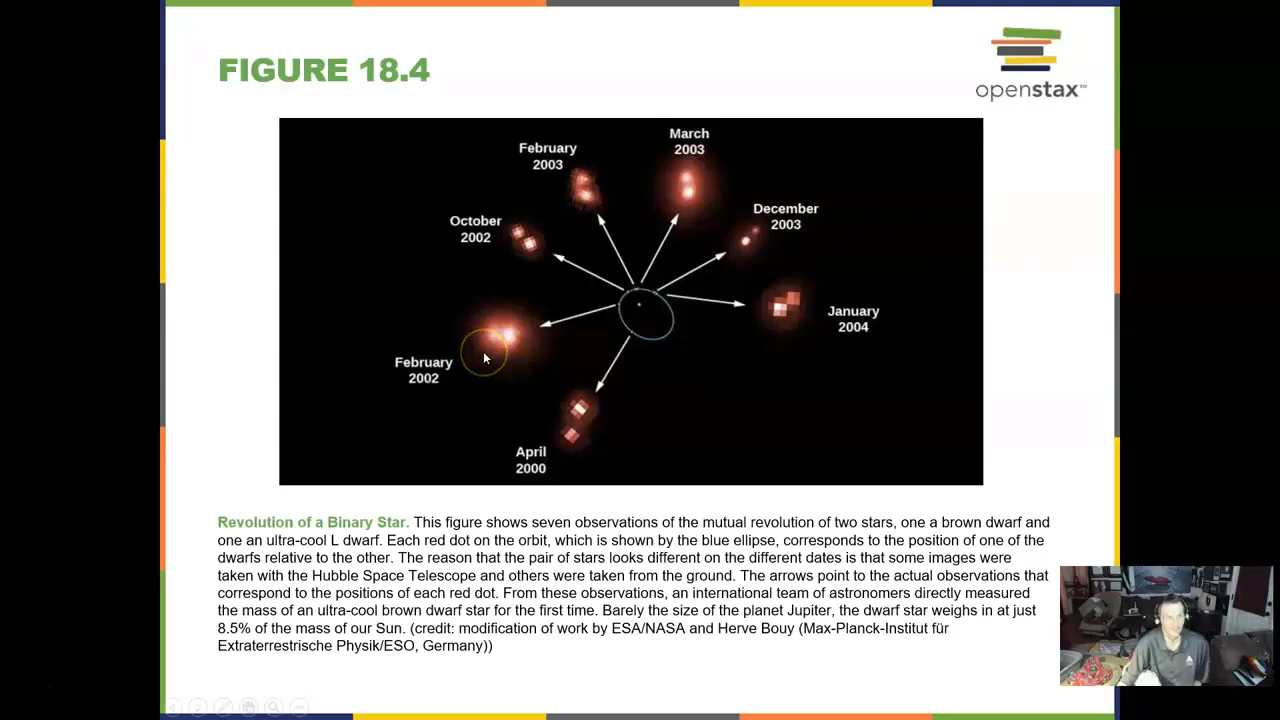 FIGURE 18.4
openstax™
March
2003
February
2003
December
2003
October
2002
January
2004
February
2002
April
2000
Revolution of a Binary Star. This figure shows seven observations of the mutual revolution of two stars, one a brown dwarf and
one an ultra-cool L dwarf. Each red dot on the orbit, which is shown by the blue ellipse, corresponds to the position of one of the
dwarfs relative to the other. The reason that the pair of stars looks different on the different dates is that some images were
taken with the Hubble Space Telescope and others were taken from the ground. The arrows point to the actual observations that
correspond to the positions of each red dot. From these observations, an international team of astronomers directly measured
the mass of an ultra-cool brown dwarf star for the first time. Barely the size of the planet Jupiter, the dwarf star weighs in at just
8.5% of the mass of our Sun. (credit: modification of work by ESA/NASA and Herve Bouy (Max-Planck-Institut für
Extraterrestrische Physik/ESO, Germany))